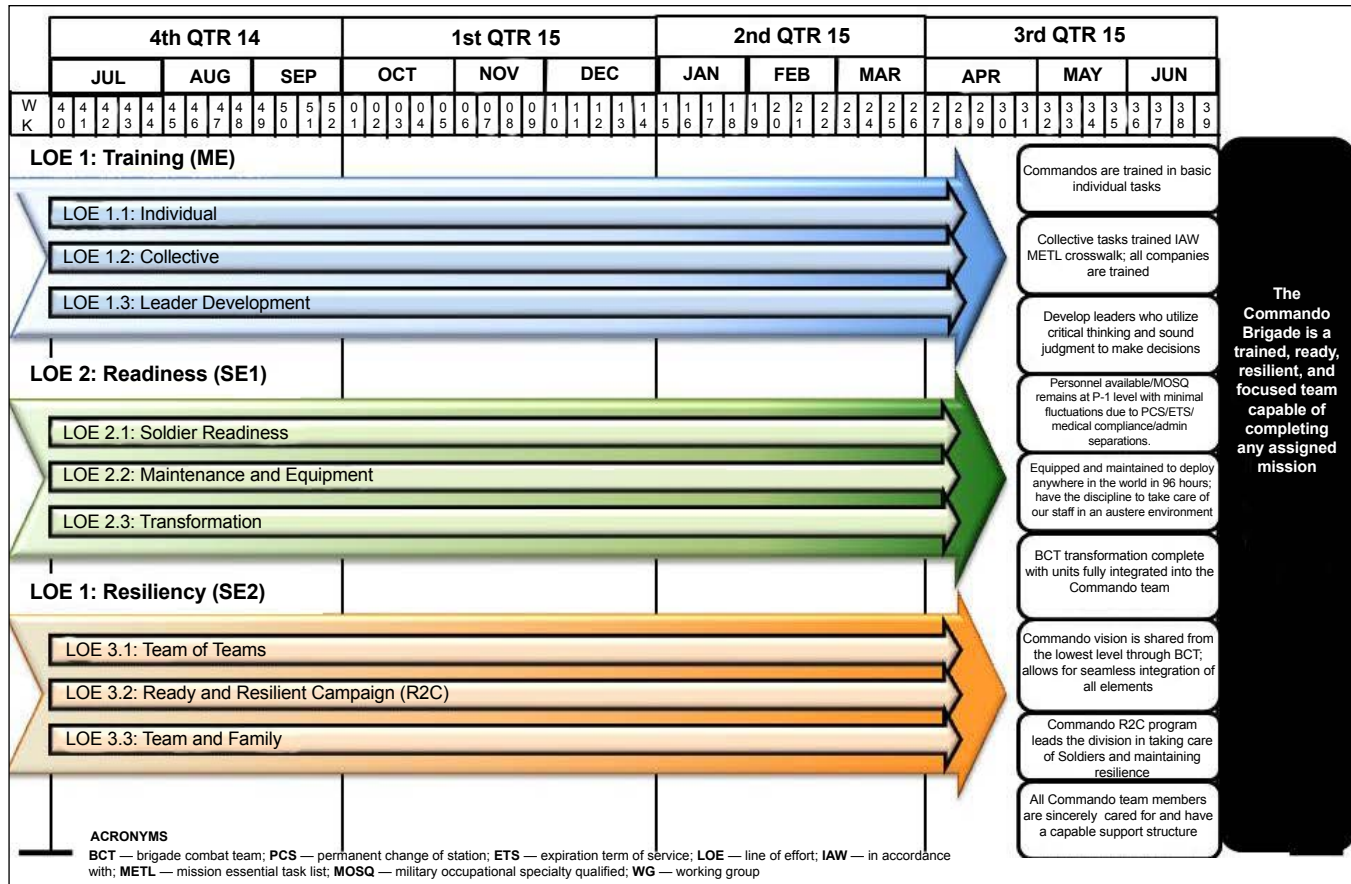 4th QTR 14
1st QTR 15
2nd QTR 15
3rd QTR 15
JUL
AUG
SEP
OCT
NOV
DEC
JAN
FEB
MAR
APR
MAY
JUN
W K
40 41 42 43 44 45 46 47 48 49 50 51 52 01 02 03 04 05 06 07 08 09 10 11 12 13 14 15 16 17 18 19 20 21 22 23 24 25 26 27 28 29 30 31 32 33 34 35 36 37 38 39
LOE 1: Training (ME)
LOE 1.1: Individual
LOE 1.2: Collective
LOE 1.3: Leader Development
LOE 2: Readiness (SE1)
LOE 2.1: Soldier Readiness
LOE 2.2: Maintenance and Equipment
LOE 2.3: Transformation
LOE 1: Resiliency (SE2)
LOE 3.1: Team of Teams
LOE 3.2: Ready and Resilient Campaign (R2C)
LOE 3.3: Team and Family
Commandos are trained in basic
individual tasks
Collective tasks trained IAW
METL crosswalk; all companies
are trained
Develop leaders who utilize
critical thinking and sound
judgment to make decisions
Personnel available/MOSQ
remains at P-1 level with minimal
fluctuations due to PCS/ETS/
medical compliance/admin
separations.
Equipped and maintained to deploy
anywhere in the world in 96 hours;
have the discipline to take care of
our staff in an austere environment
BCT transformation complete
with units fully integrated into the
Commando team
Commando vision is shared from
the lowest level through BCT;
allows for seamless integration of
all elements
Commando R2C program
leads the division in taking care
of Soldiers and maintaining
resilience
All Commando team members
are sincerely cared for and have
a capable support structure
The
Commando
Brigade is a
trained, ready,
resilient, and
focused team
capable of
completing
any assigned
mission
ACRONYMS
BCT — brigade combat team; PCS — permanent change of station; ETS — expiration term of service; LOE — line of effort; IAW — in accordance
with; METL — mission essential task list; MOSQ — military occupational specialty qualified; WG — working group